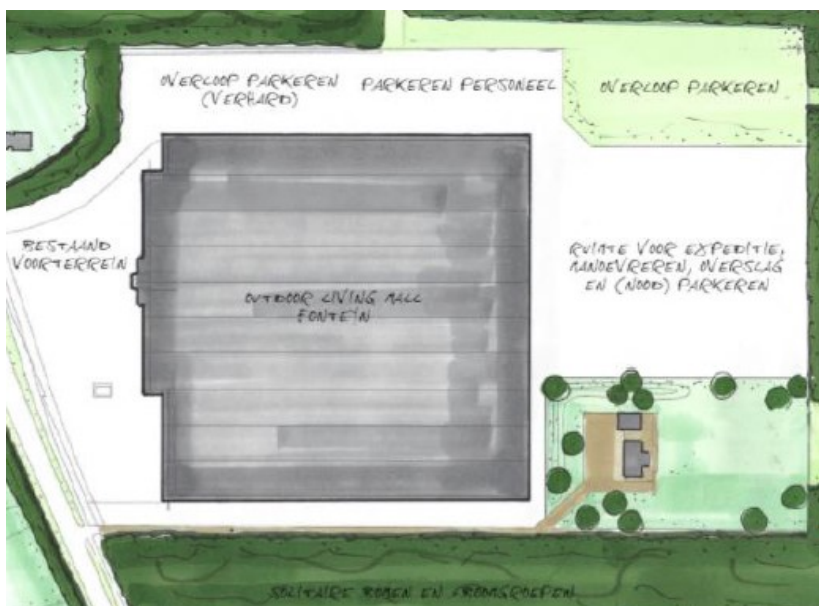 OVERLOOP PARKEREN
(VERHARD)
PARKEREN PERSONEEL
OVERLOOP PARKEREN
BESTAAND
VOORTERREIN
RUIMTE VOOR EXPEDITIE,
MANOEVREREN, OVERSLAG
EN (NOOD) PARKEREN
OUTDOOR LIVING MALL
FONTEIN
SOLITAIRE BOMEN EN BOOMGROEPEN